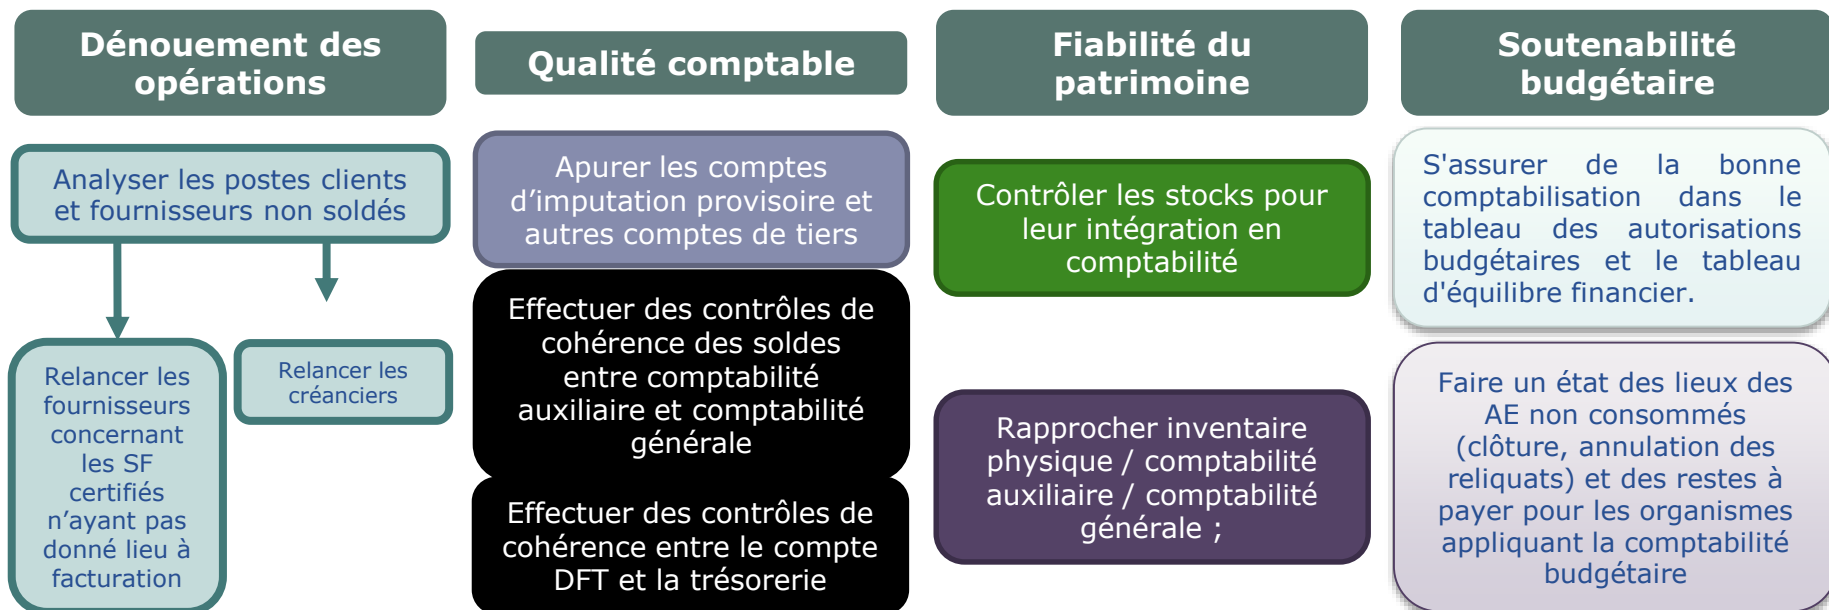 Dénouement des
opérations
Analyser les postes clients
et fournisseurs non soldés
Relancer les
fournisseurs
concernant
les SF
certifiés
n’ayant pas
donné lieu à
facturation
Relancer les
créanciers
Qualité comptable
Apurer les comptes
d’imputation provisoire et
autres comptes de tiers
Effectuer des contrôles de
cohérence des soldes
entre comptabilité
auxiliaire et comptabilité
générale
Effectuer des contrôles de
cohérence entre le compte
DFT et la trésorerie
Fiabilité du
patrimoine
Contrôler les stocks pour
leur intégration en
comptabilité
Rapprocher inventaire
physique / comptabilité
auxiliaire / comptabilité
générale ;
Soutenabilité
budgétaire
S'assurer de la bonne
comptabilisation dans le
tableau des autorisations
budgétaires et le tableau
d'équilibre financier.
Faire un état des lieux des
AE non consommés
(clôture, annulation des
reliquats) et des restes à
payer pour les organismes
appliquant la comptabilité
budgétaire